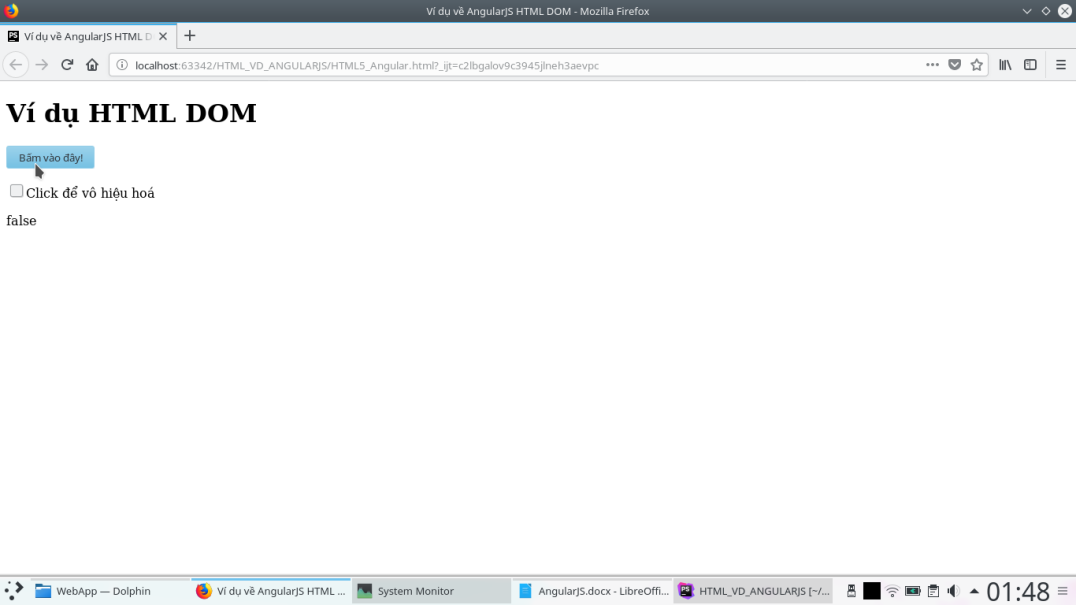 Ví dụ về AngularJS HTML DOM - Mozilla Firefox
PS Ví dụ về AngularJS HTML D
localhost:63342/HTML_VD_ANGULARJS/HTML5_Angular.html?_ijt=c2lbgalov9c3945jlneh3aevpc
Ví dụ HTML DOM
Bấm vào đây!
Click để vô hiệu hoá
false
WebApp — Dolphin
Ví dụ về AngularJS HTML ...
System Monitor
AngularJS.docx - LibreOffi...
PS HTML_VD_ANGULARJS [~/...
01:48